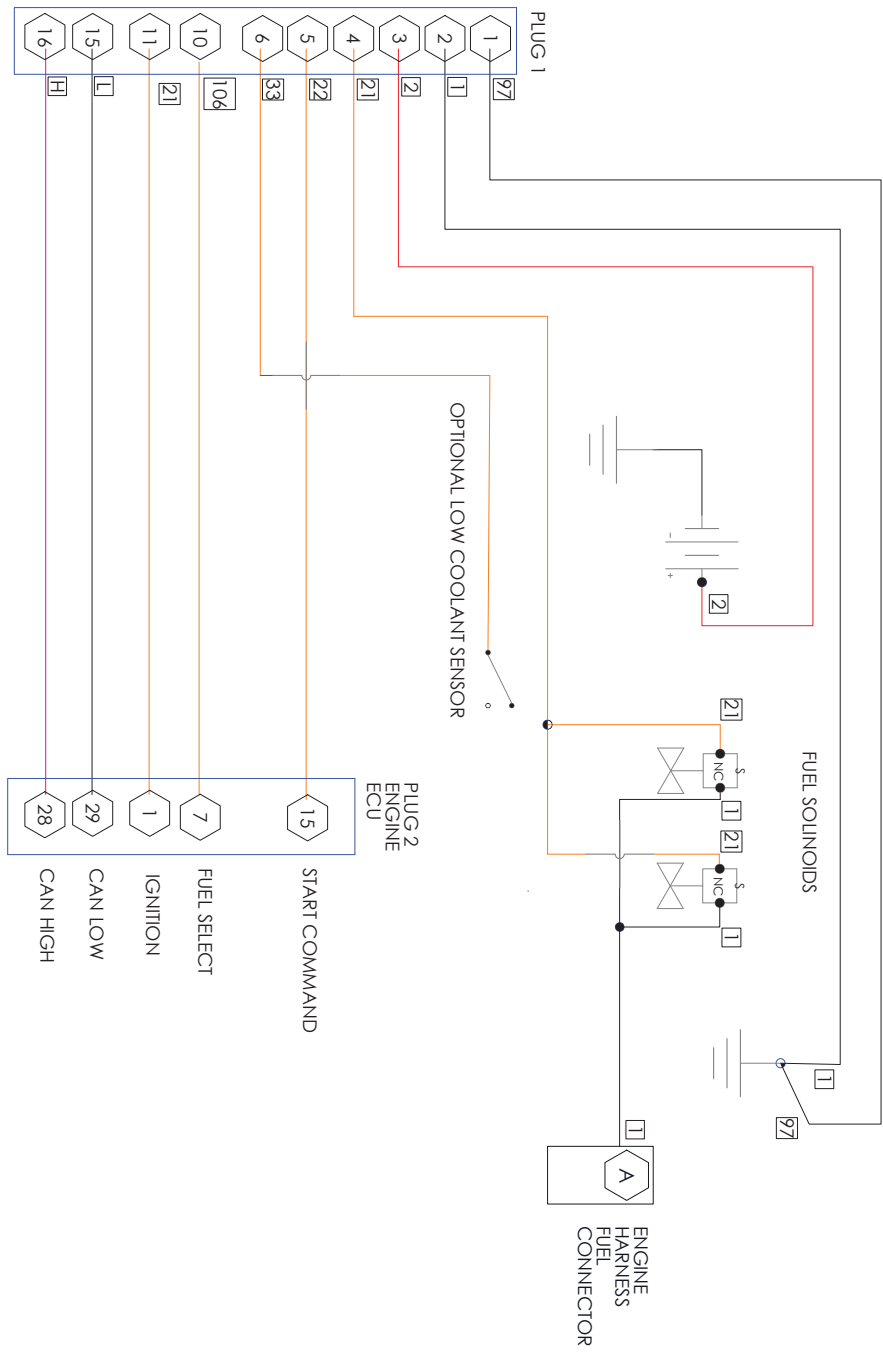 PLUG 1
1 97
2 1
3 2
4 21
5 22
6 33
10 106
11 21
15 L
16 H
2
- +
FUEL SOLINOIDS
21 S NC 1
21 S NC 1
1
97
1
A
ENGINE
HARNESS
FUEL
CONNECTOR
OPTIONAL LOW COOLANT SENSOR
PLUG 2
ENGINE
ECU
15 START COMMAND
7 FUEL SELECT
1 IGNITION
29 CAN LOW
28 CAN HIGH